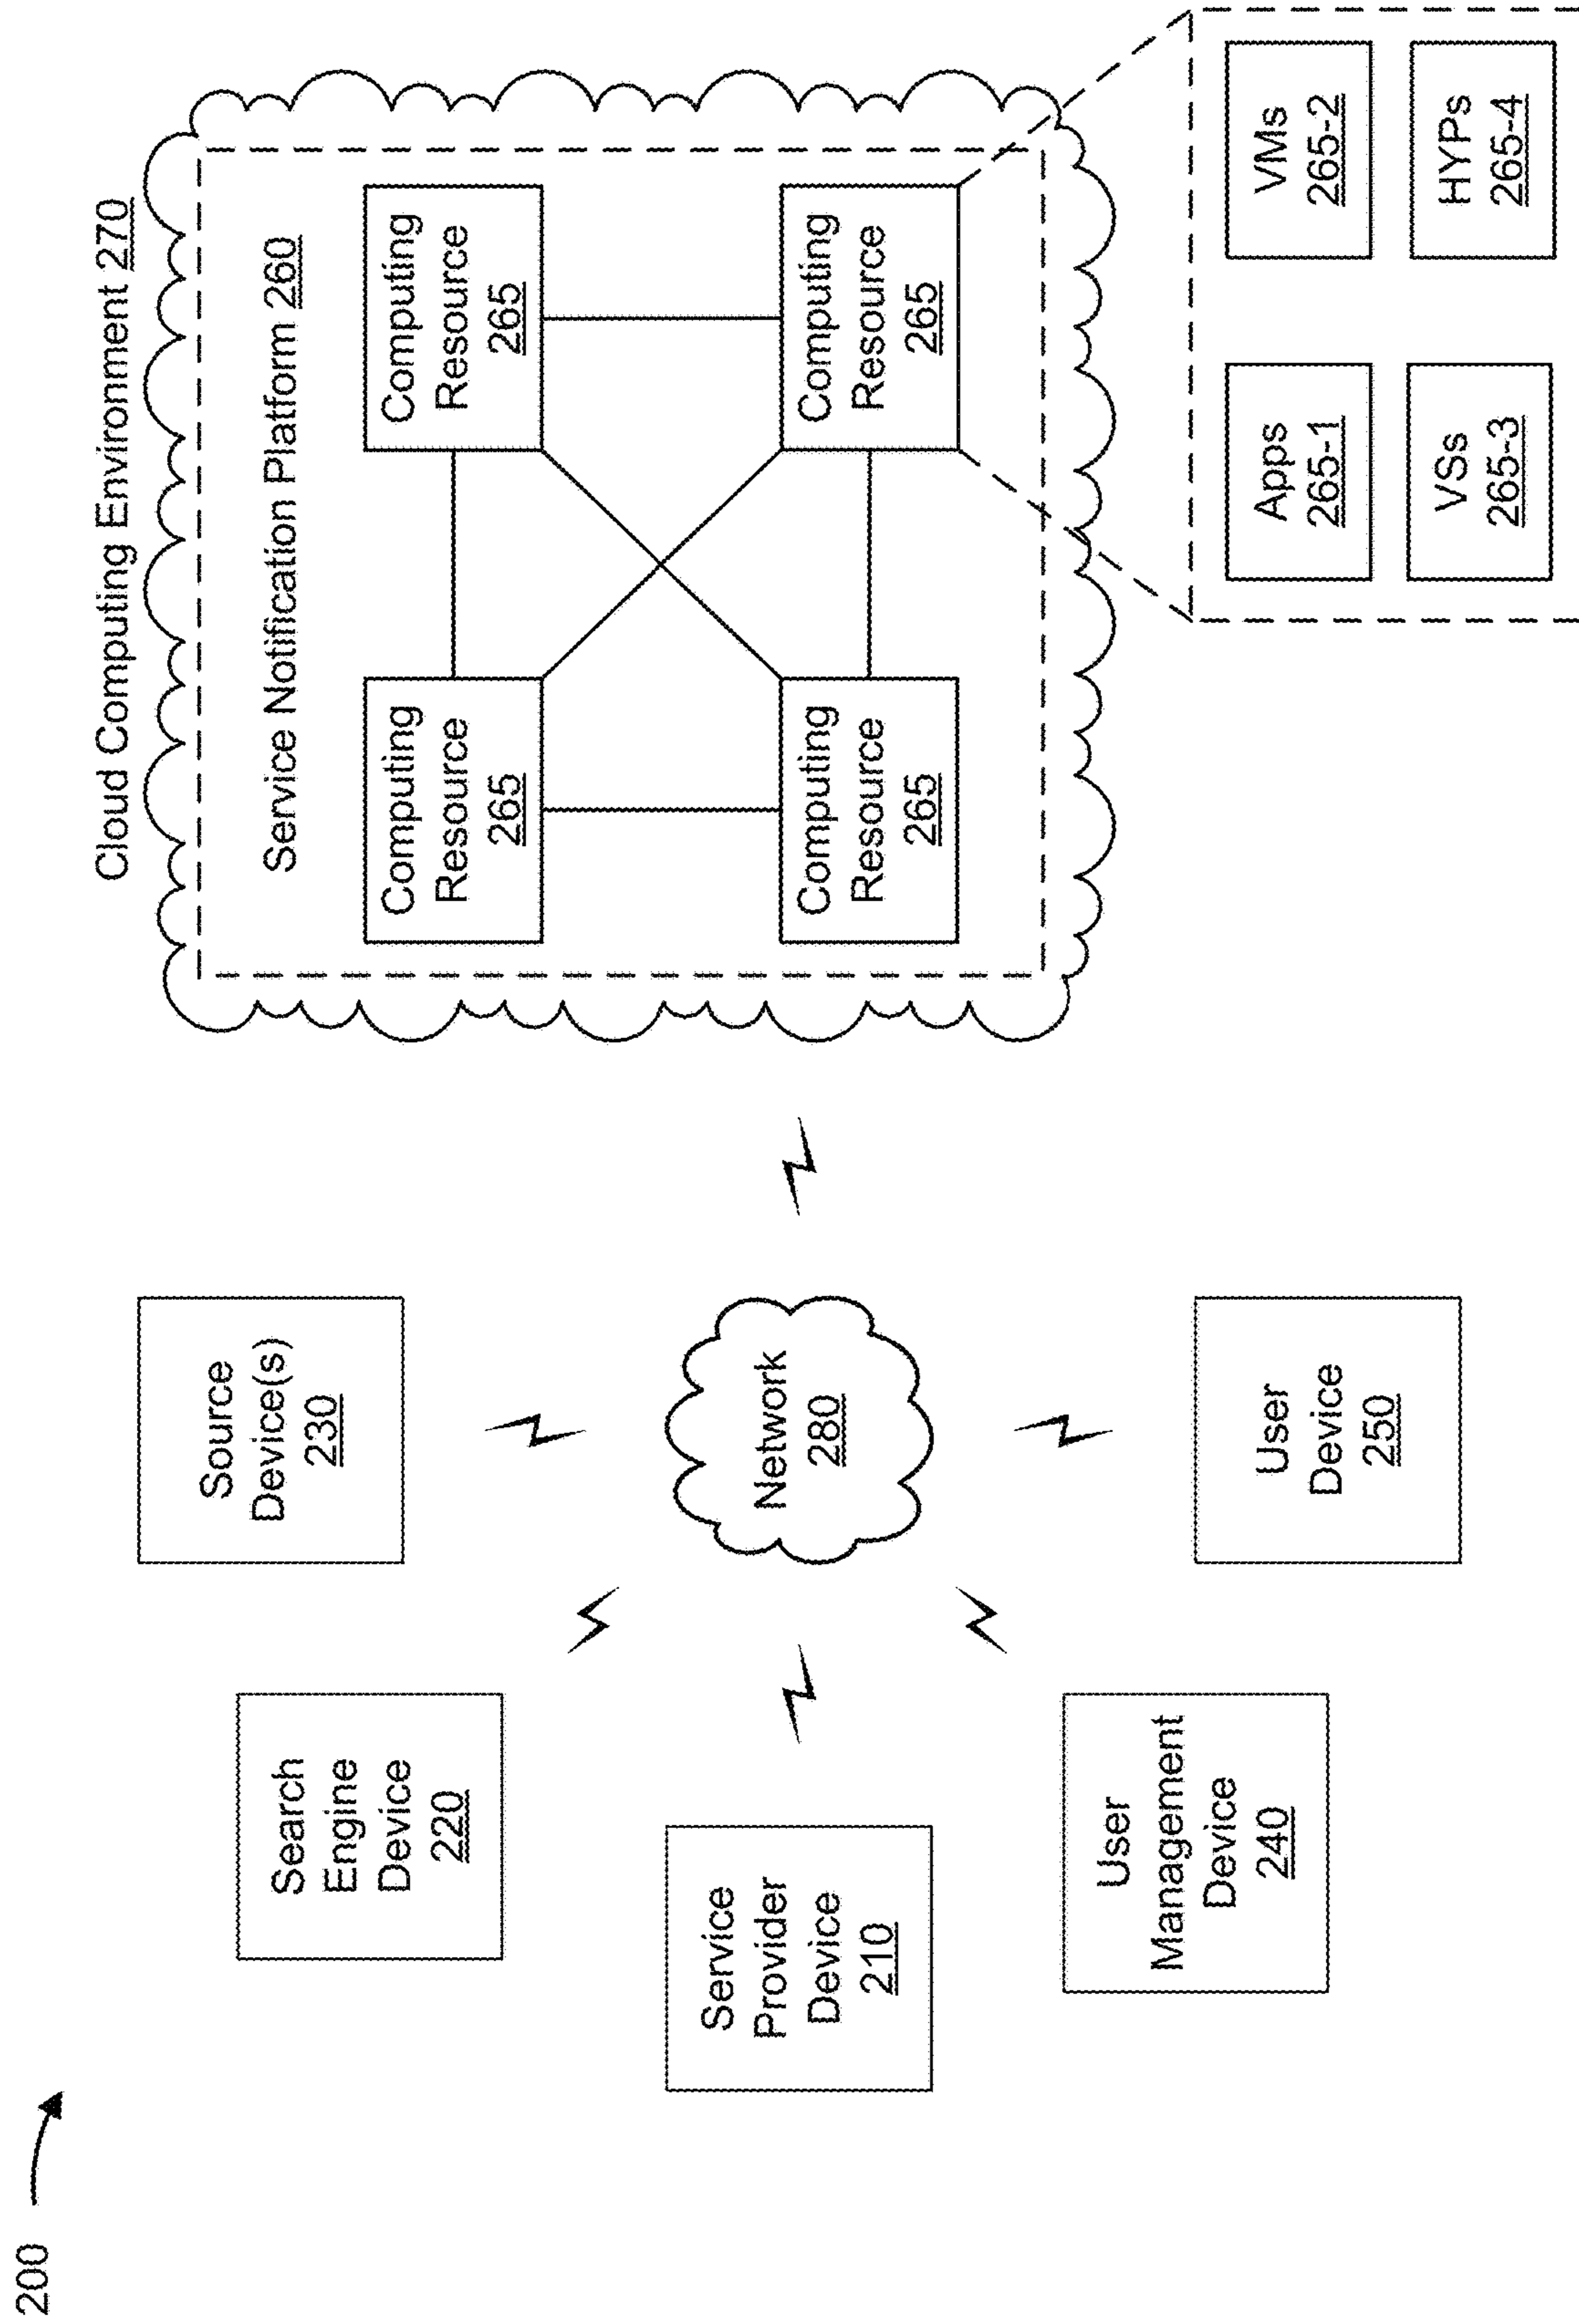 200
Cloud Computing Environment 270
Service Notification Platform 260
Computing
Resource
265
Computing
Resource
265
Computing
Resource
265
Computing
Resource
265
Apps
265-1
VMs
265-2
VSs
265-3
HYPs
265-4
Source
Device(s)
230
Search
Engine
Device
220
Network
280
Service
Provider
Device
210
User
Management
Device
240
User
Device
250